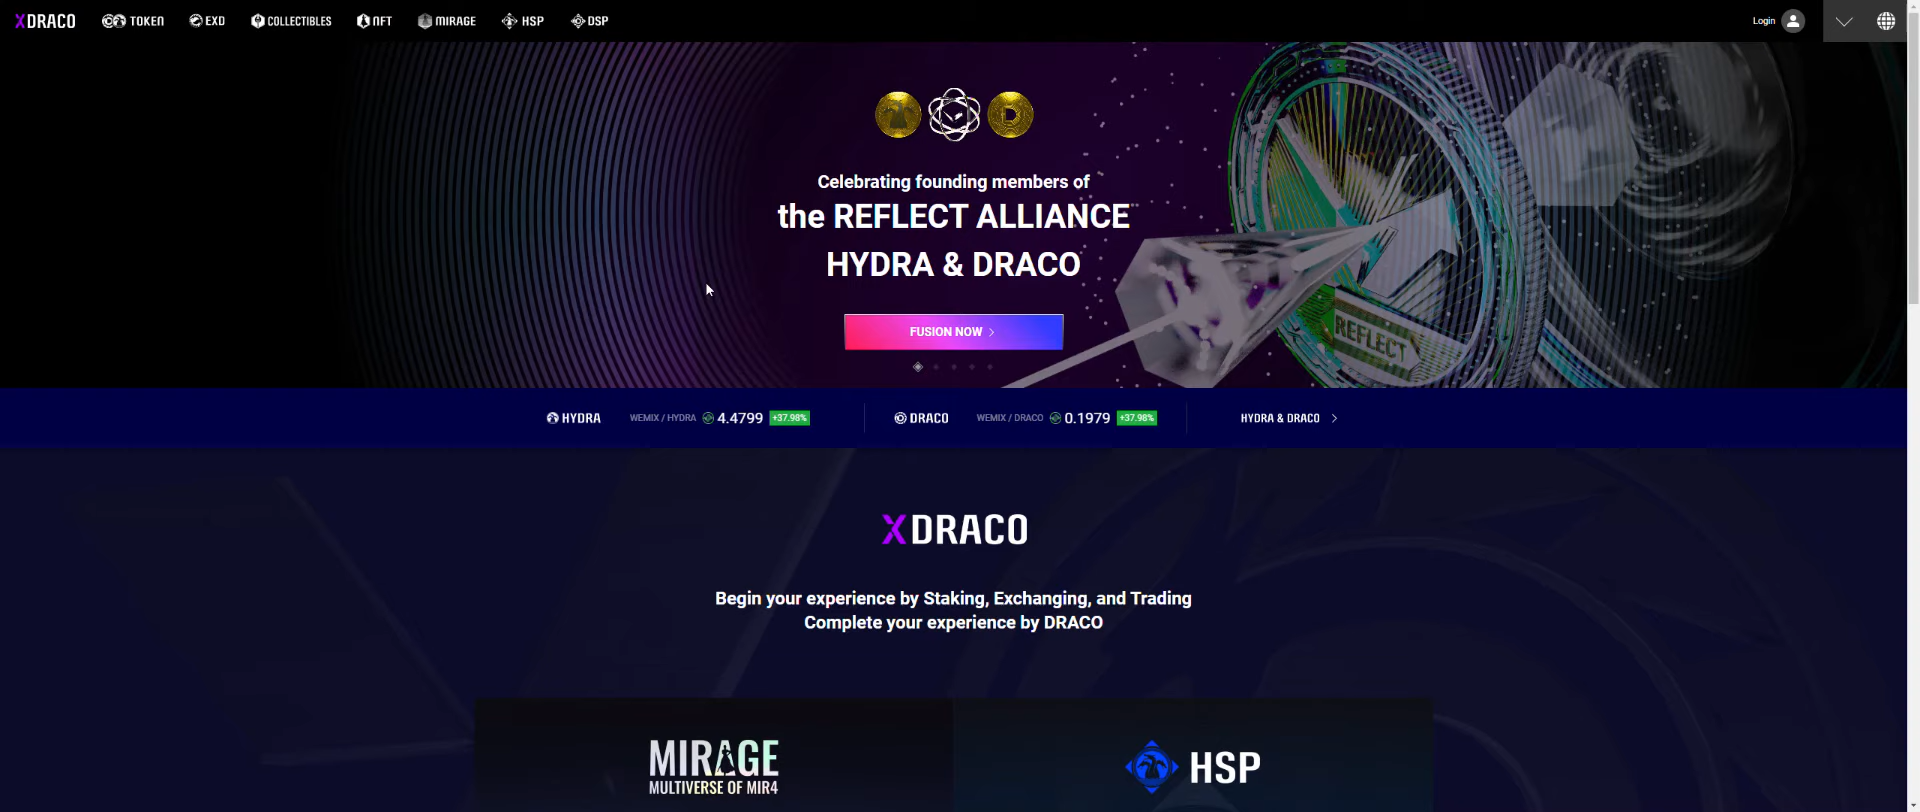 XDRACO TOKEN EXD COLLECTIBLES NFT MIRAGE HSP DSP Login
Celebrating founding members of
the REFLECT ALLIANCE
HYDRA & DRACO
FUSION NOW
REFLECT
HYDRA WEMIX / HYDRA 4.4799 +37.98% DRACO WEMIX / DRACO 0.1979 +37.98% HYDRA & DRACO
XDRACO
Begin your experience by Staking, Exchanging, and Trading
Complete your experience by DRACO
MIRAGE
MULTIVERSE OF MIR4
HSP